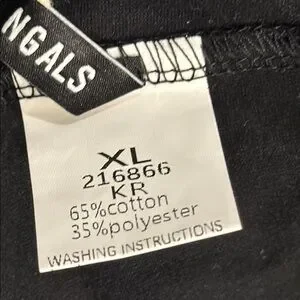 NGALS
XL
216866
KR
65%cotton
35%polyester
WASHING INSTRUCTIONS